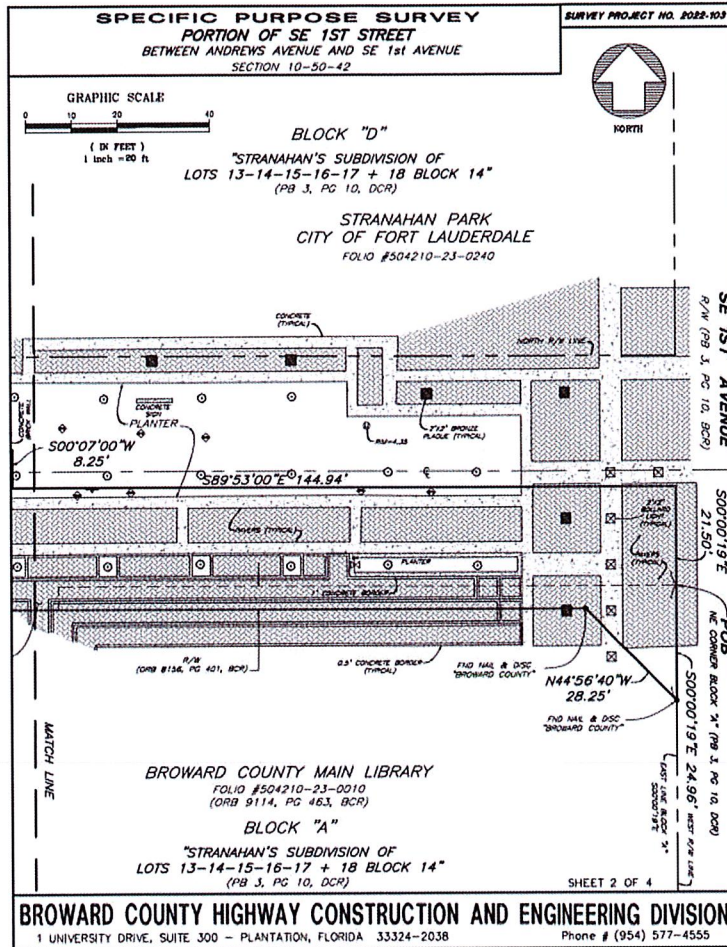 SPECIFIC PURPOSE SURVEY
PORTION OF SE 1ST STREET
BETWEEN ANDREWS AVENUE AND SE 1st AVENUE
SECTION 10-50-42
SURVEY PROJECT NO. 2022-103
GRAPHIC SCALE
0 10 20 40
( IN FEET )
1 inch = 20 ft
NORTH
BLOCK "D"
"STRANAHAN'S SUBDIVISION OF
LOTS 13-14-15-16-17 + 18 BLOCK 14"
(PB 3, PG 10, DCR)
STRANAHAN PARK
CITY OF FORT LAUDERDALE
FOLIO #504210-23-0240
SE 1ST AVENUE
R/W (PB 3, PG 10, BCR)
CONCRETE
(TYPICAL)
NORTH R/W LINE
CONCRETE
SIGN
PLANTER
3'X3' BRONZE
PLAQUE (TYPICAL)
RIM=4.35
S00°07'00"W
8.25'
S89°53'00"E 144.94'
S00°00'19"E
21.50'
2'X2'
BOLLARD
LIGHT
(TYPICAL)
PAVERS
(TYPICAL)
PAVERS (TYPICAL)
PLANTER
1' CONCRETE BORDER
POB
NE CORNER BLOCK "A" (PB 3, PG 10, DCR)
R/W
(ORB 8156, PG 401, BCR)
0.5' CONCRETE BORDER
(TYPICAL)
FND NAIL & DISC
"BROWARD COUNTY"
N44°56'40"W
28.25'
FND NAIL & DISC
"BROWARD COUNTY"
S00°00'19"E 24.96'
WEST R/W LINE
EAST LINE BLOCK "A"
S00°00'19"E
MATCH LINE
BROWARD COUNTY MAIN LIBRARY
FOLIO #504210-23-0010
(ORB 9114, PG 463, BCR)
BLOCK "A"
"STRANAHAN'S SUBDIVISION OF
LOTS 13-14-15-16-17 + 18 BLOCK 14"
(PB 3, PG 10, DCR)
SHEET 2 OF 4
BROWARD COUNTY HIGHWAY CONSTRUCTION AND ENGINEERING DIVISION
1 UNIVERSITY DRIVE, SUITE 300 - PLANTATION, FLORIDA 33324-2038
Phone # (954) 577-4555